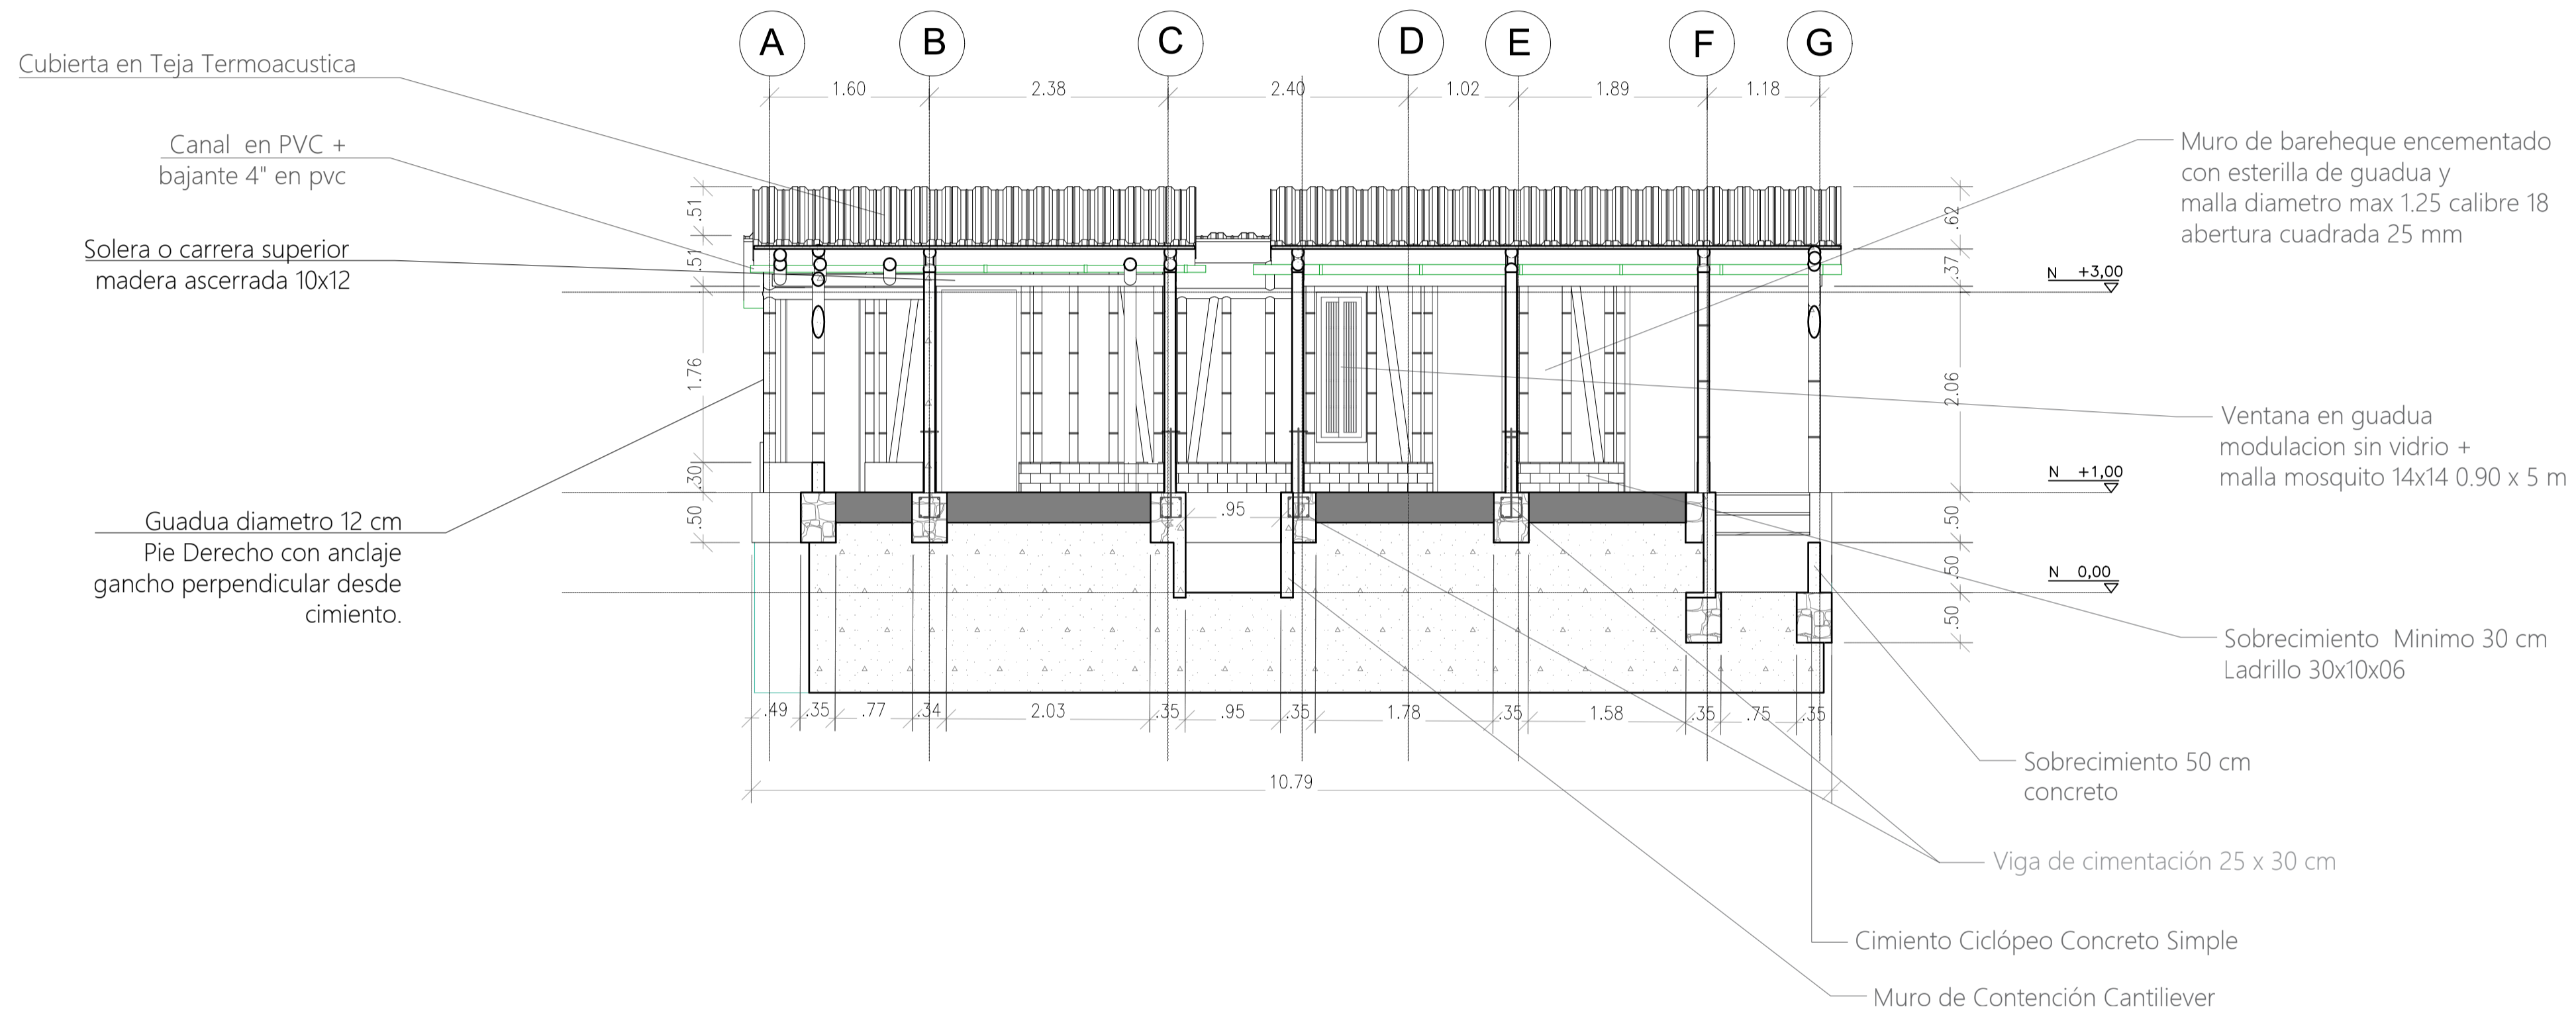 A B C D E F G
1.60 2.38 2.40 1.02 1.89 1.18
Cubierta en Teja Termoacustica
Canal en PVC +
bajante 4" en pvc
Solera o carrera superior
madera ascerrada 10x12
Guadua diametro 12 cm
Pie Derecho con anclaje
gancho perpendicular desde
cimiento.
.51
.51
1.76
.30
.50
.95
.62
.37
2.06
.50
.50
.50
N +3,00
N +1,00
N 0,00
Muro de bareheque encementado
con esterilla de guadua y
malla diametro max 1.25 calibre 18
abertura cuadrada 25 mm
Ventana en guadua
modulacion sin vidrio +
malla mosquito 14x14 0.90 x 5 m
Sobrecimiento Minimo 30 cm
Ladrillo 30x10x06
Sobrecimiento 50 cm
concreto
Viga de cimentación 25 x 30 cm
Cimiento Ciclópeo Concreto Simple
Muro de Contención Cantiliever
.49 .35 .77 .34 2.03 .35 .95 .35 1.78 .35 1.58 .35 .75 .35
10.79